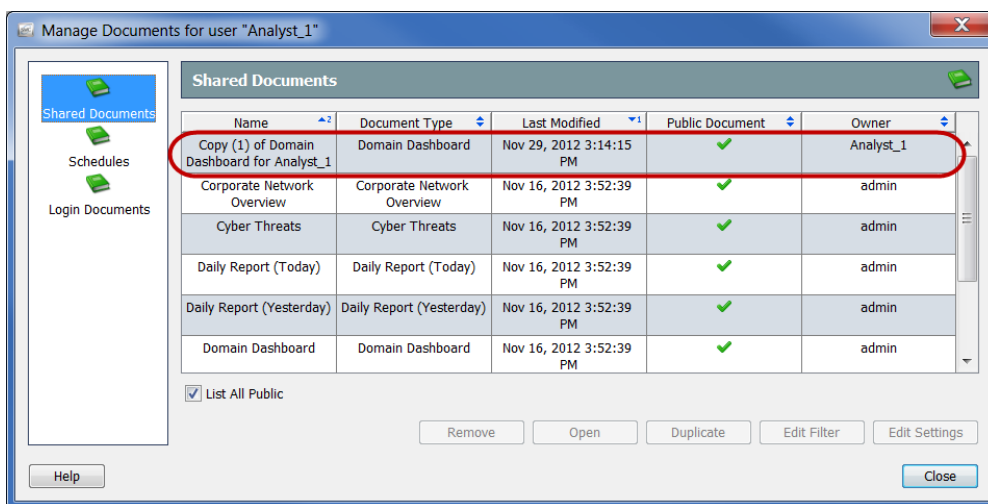 Manage Documents for user "Analyst_1"
Shared Documents
Schedules
Login Documents
Shared Documents
Name 2 Document Type Last Modified 1 Public Document Owner
Copy (1) of Domain Domain Dashboard Nov 29, 2012 3:14:15 Analyst_1
Dashboard for Analyst_1 PM
Corporate Network Corporate Network Nov 16, 2012 3:52:39 admin
Overview Overview PM
Cyber Threats Cyber Threats Nov 16, 2012 3:52:39 admin
PM
Daily Report (Today) Daily Report (Today) Nov 16, 2012 3:52:39 admin
PM
Daily Report (Yesterday) Daily Report (Yesterday) Nov 16, 2012 3:52:39 admin
PM
Domain Dashboard Domain Dashboard Nov 16, 2012 3:52:39 admin
PM
List All Public
Remove Open Duplicate Edit Filter Edit Settings
Help Close